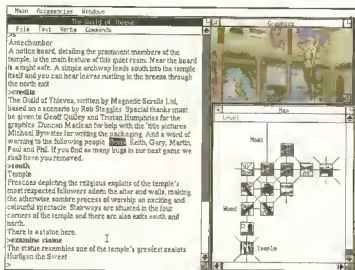 Main Accessories Windows
The Guild of Thieves
File Text Verbs Commands
Graphics
>s
Antechamber
A notice board, detailing the prominent members of the
temple, is the main feature of this quiet room. Near the board
is a night safe. A simple archway leads south into the temple
itself and you can hear leaves rustling in the breeze through
the north exit
>credits
The Guild of Thieves, written by Magnetic Scrolls Ltd,
based on a scenario by Rob Steggles. Special thanks must
be given to Geoff Quilley and Tristan Humphries for the
graphics. Duncan Maclean for help with the title pictures
Michael Bywater for writing the packaging. And a word of
warning to the following people. Keith, Gary, Martin,
Paul and Phil. If you find as many bugs in our next game we
shall have you removed.
>south
Temple
Frescoes depicting the religious exploits of the temple's
most respected followers adorn the altar and walls, making
the otherwise sombre process of worship an exciting and
colourful spectacle. Stairways are situated in the four
corners of the temple and there are also exits south and
north.
There is a statue here.
>examine statue
The statue resembles one of the temple's greatest zealots
Hurligan the Sweet
>
Map
Level
Moat
Wood
Temple